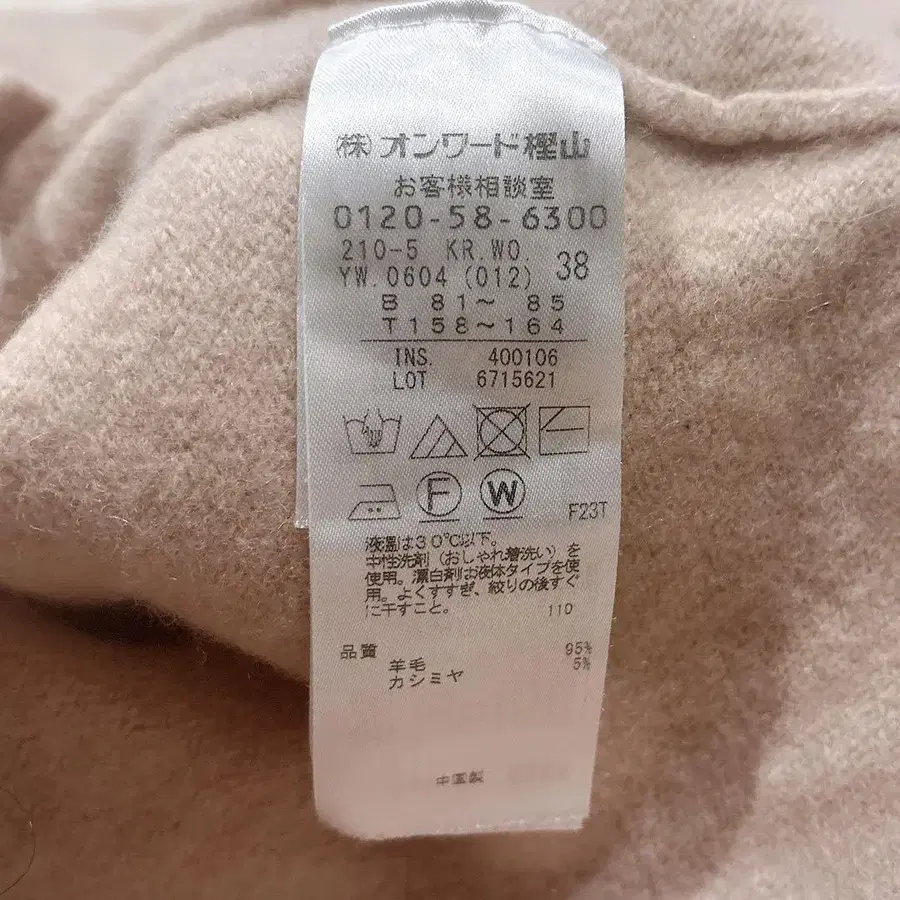 (株)オンワード樫山
お客様相談室
0120-58-6300
210-5 KR.WO.
YW.0604 (012) 38
B 81〜 85
T158〜164
INS. 400106
LOT 6715621
F W
F23T
液温は30℃以下。
中性洗剤(おしゃれ着洗い)を
使用。漂白剤は液体タイプを使
用。よくすすぎ、絞りの後すぐ
に干すこと。 110
品質
羊毛 95%
カシミヤ 5%
中国製